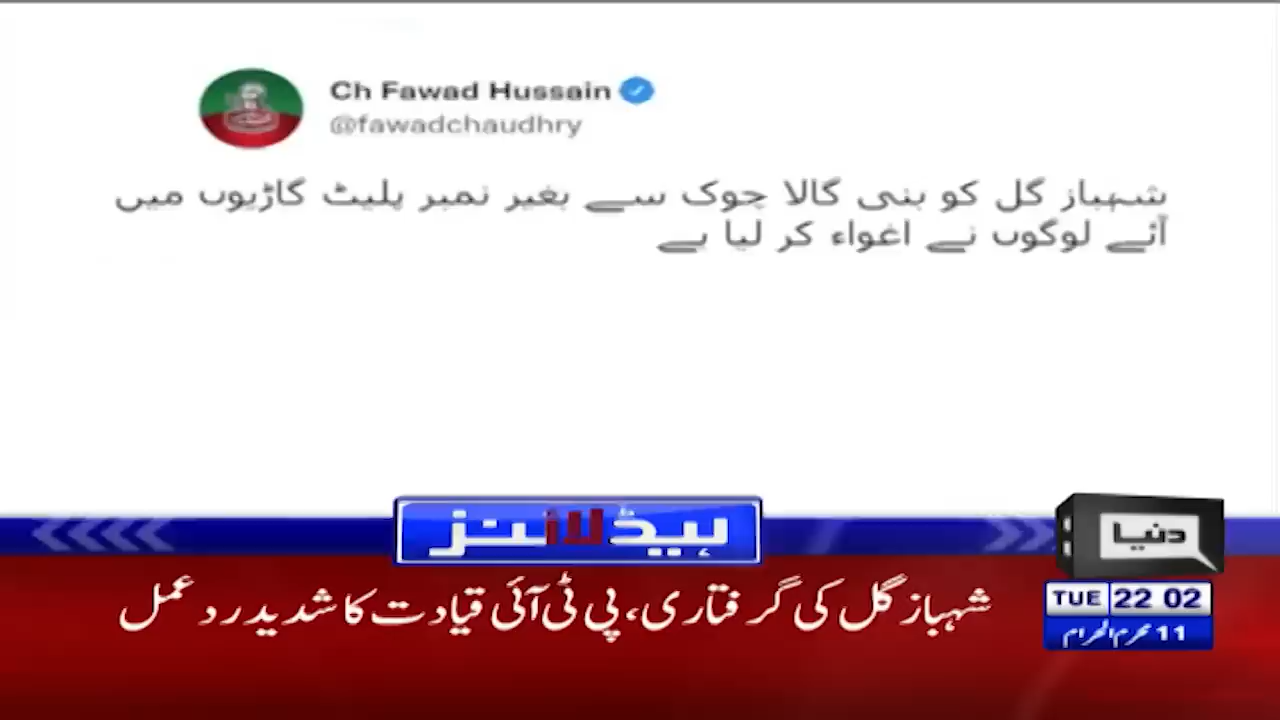 Ch Fawad Hussain
@fawadchaudhry
شہباز گل کو بنی گالا چوک سے بغیر نمبر پلیٹ گاڑیوں میں
آئے لوگوں نے اغواء کر لیا ہے
ہیڈلائنز
دنیا
شہباز گل کی گرفتاری، پی ٹی آئی قیادت کا شدید رد عمل
TUE 22 02
11 محرم الحرام